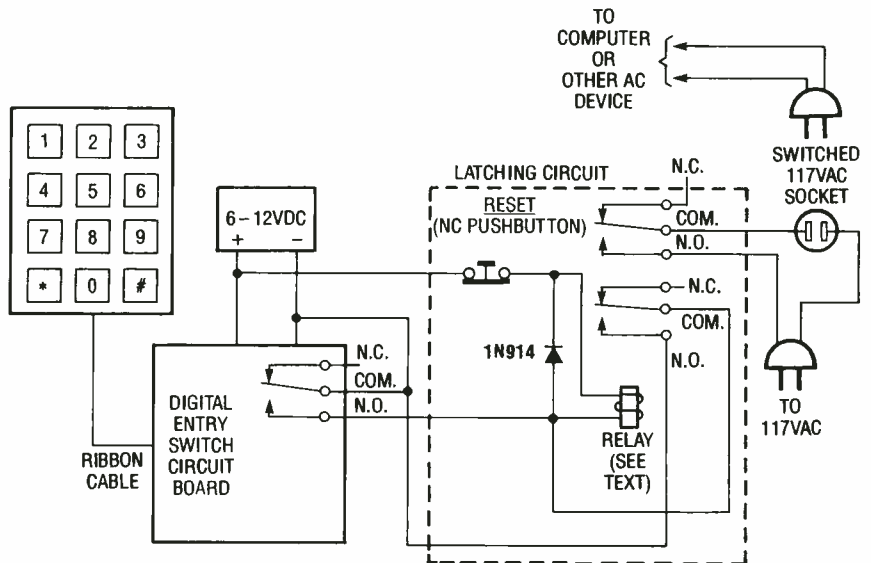 TO
COMPUTER
OR
OTHER AC
DEVICE
SWITCHED
117VAC
SOCKET
1 2 3
4 5 6
7 8 9
* 0 #
6-12VDC
+ −
LATCHING CIRCUIT
RESET
(NC PUSHBUTTON)
N.C.
COM.
N.O.
N.C.
COM.
N.O.
1N914
RELAY
(SEE
TEXT)
TO
117VAC
N.C.
COM.
N.O.
DIGITAL
ENTRY
SWITCH
CIRCUIT
BOARD
RIBBON
CABLE